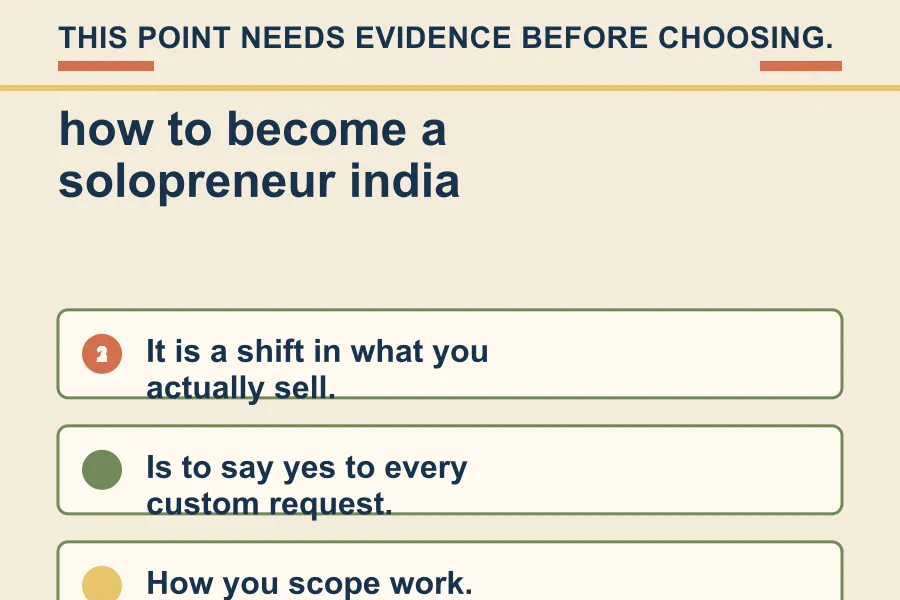 THIS POINT NEEDS EVIDENCE BEFORE CHOOSING.
how to become a
solopreneur india
It is a shift in what you
actually sell.
Is to say yes to every
custom request.
How you scope work.